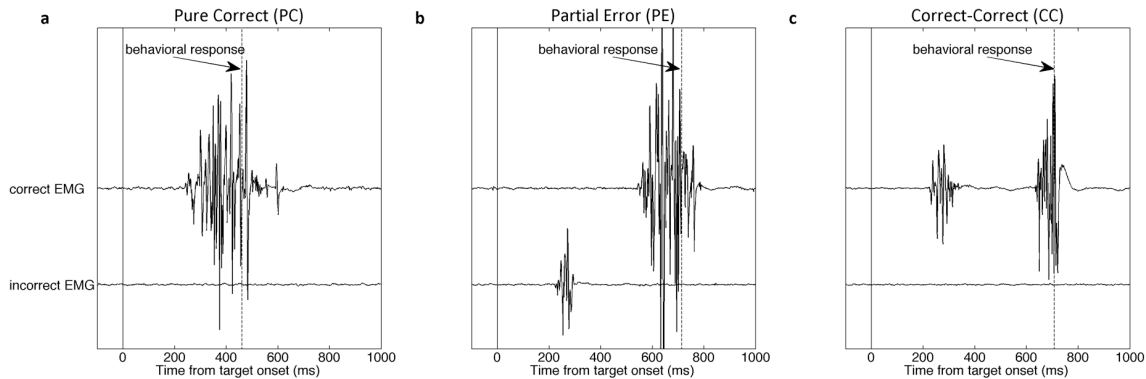 a Pure Correct (PC)
behavioral response
correct EMG
incorrect EMG
0 200 400 600 800 1000
Time from target onset (ms)
b Partial Error (PE)
behavioral response
0 200 400 600 800 1000
Time from target onset (ms)
c Correct-Correct (CC)
behavioral response
0 200 400 600 800 1000
Time from target onset (ms)